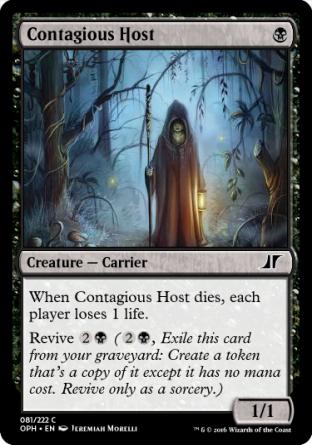 Contagious Host
Creature — Carrier
When Contagious Host dies, each
player loses 1 life.
Revive 2 ( 2 , Exile this card
from your graveyard: Create a token
that's a copy of it except it has no mana
cost. Revive only as a sorcery.)
081/222 C
OPH • EN Jeremiah Morelli
™ & © 2016 Wizards of the Coast
1/1